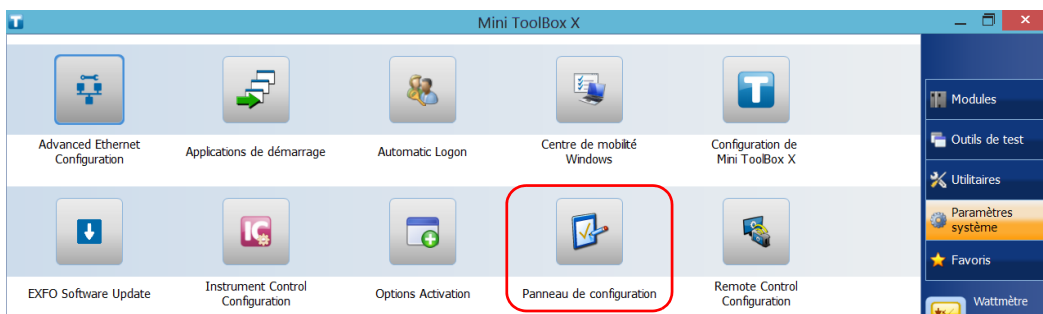 Mini ToolBox X
Advanced Ethernet
Configuration
Applications de démarrage
Automatic Logon
Centre de mobilité
Windows
Configuration de
Mini ToolBox X
EXFO Software Update
Instrument Control
Configuration
Options Activation
Panneau de configuration
Remote Control
Configuration
Modules
Outils de test
Utilitaires
Paramètres
système
Favoris
Wattmètre